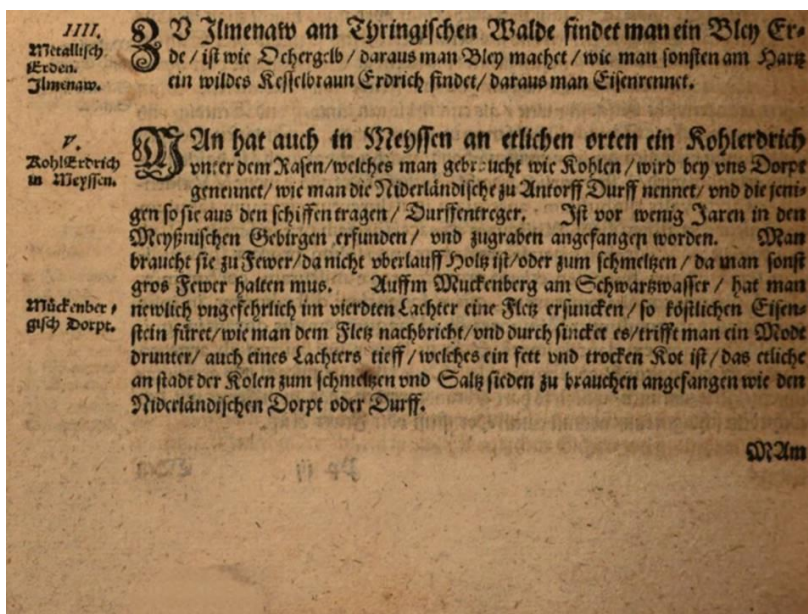 IIII.
Metallisch
Erden.
Ilmenaw.
ZV Ilmenaw am Thringischen Walde findet man ein Bley Er-
de / ist wie Ochergelb / daraus man Bley machet / wie man sonsten am Hartz
ein wildes Kesselbraun Erdrich findet / daraus man Eisenrennet.
V.
KohlErdrich
in Meyssen.
MAn hat auch in Meyssen an etlichen orten ein Kohlerdrich
vnter dem Rasen / welches man gebraucht wie Kohlen / wird bey vns Dorpt
genennet / wie man die Niderländische zu Antorff Durff nennet / vnd die jeni-
gen so sie aus den schiffen tragen / Durffentreger. Ist vor wenig Jaren in den
Meyßnischen Gebirgen erfunden / vnd zugraben angefangen worden. Man
braucht sie zu Fewer / da nicht vberlauff Holtz ist / oder zum schmeltzen / da man sonst
gros Fewer halten mus. Auffm Muckenberg am Schwartzwasser / hat man
Mückenber-
gisch Dorpt.
newlich vngefehrlich im vierdten Lachter eine Fletz ersuncken / so köstlichen Eisen-
stein füret / wie man dem Fletz nachbricht / vnd durch sincket es / trifft man ein Mode
drunter / auch eines Lachters tieff / welches ein fett vnd trocken Kot ist / das etliche
an stadt der Kolen zum schmeltzen vnd Saltz sieden zu brauchen angefangen wie den
Niderländischen Dorpt oder Durff.
MAm